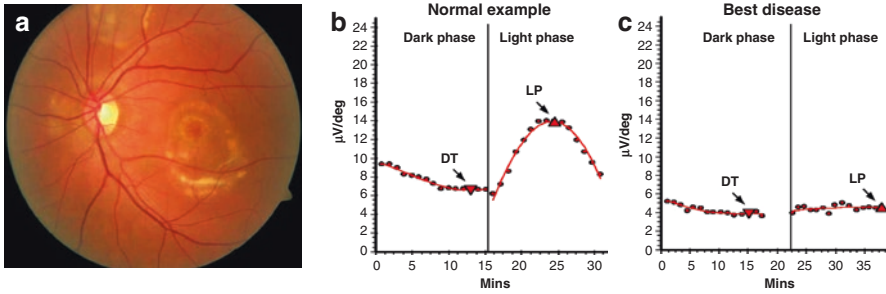 a
b
Normal example
Dark phase
Light phase
24
22
20
18
16
14
12
10
8
6
4
2
0
µV/deg
DT
LP
0 5 10 15 20 25 30
Mins
c
Best disease
Dark phase
Light phase
24
22
20
18
16
14
12
10
8
6
4
2
0
µV/deg
DT
LP
0 5 10 15 20 25 30 35
Mins